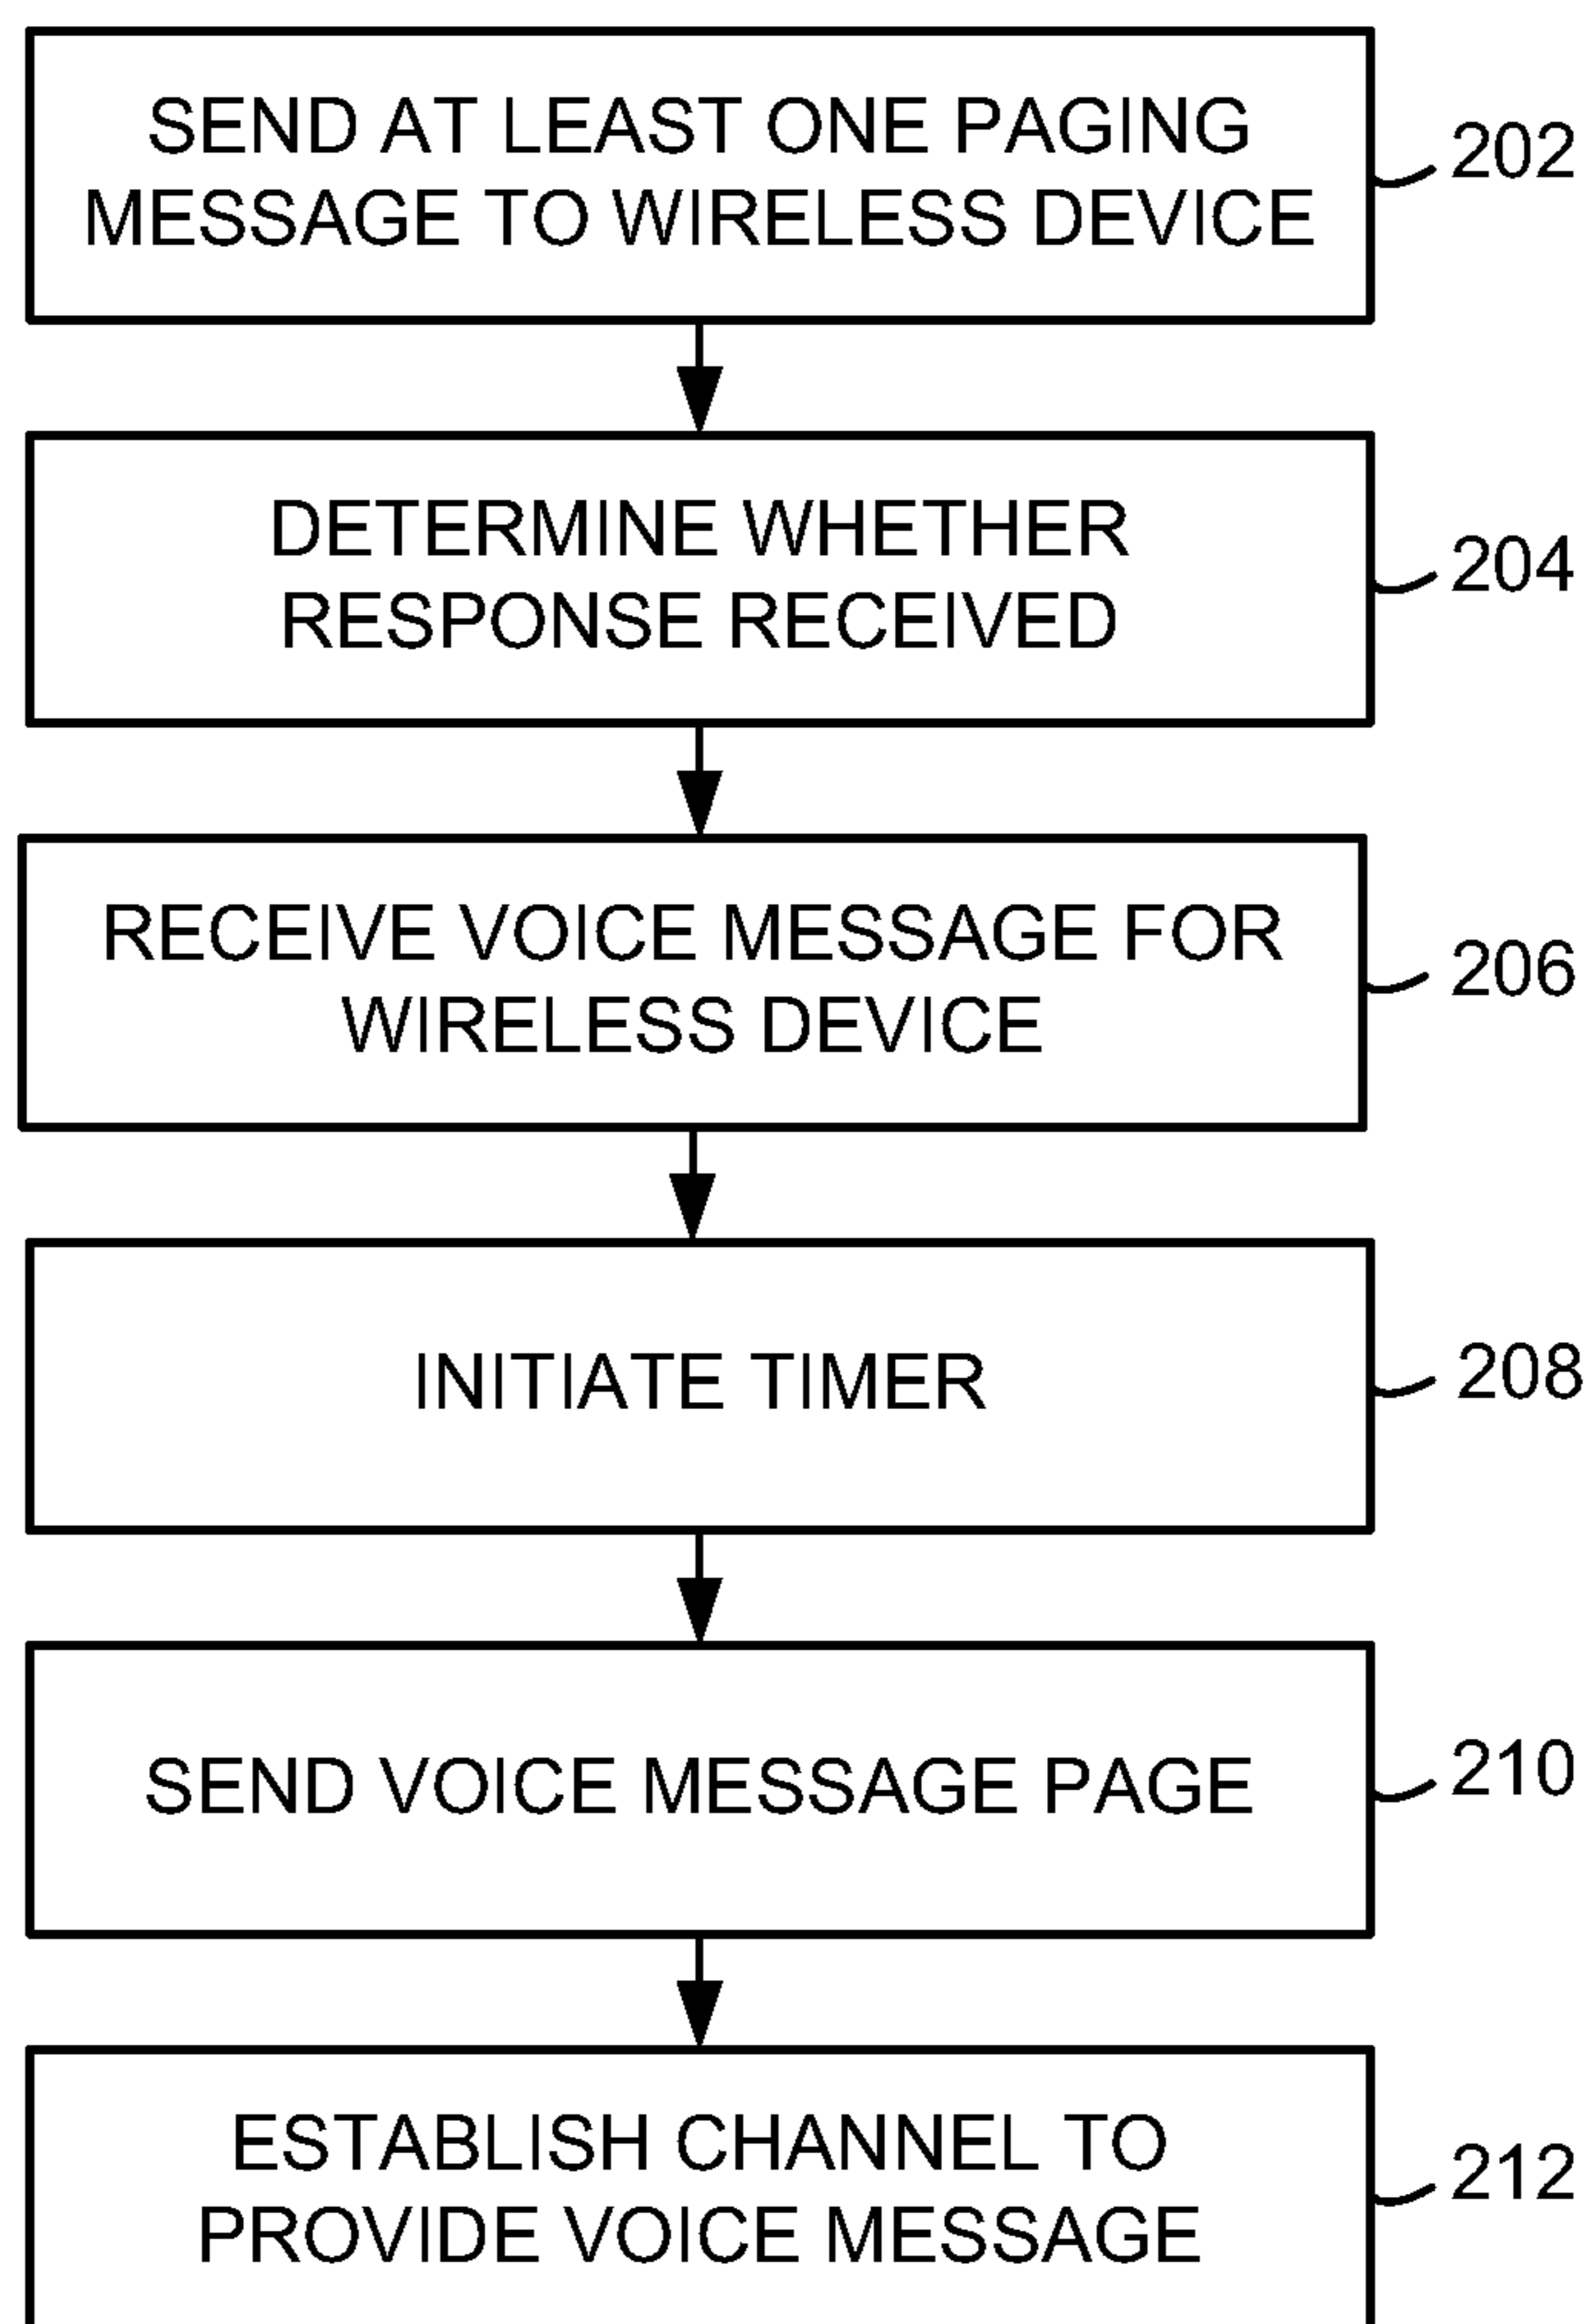 SEND AT LEAST ONE PAGING
MESSAGE TO WIRELESS DEVICE
202
DETERMINE WHETHER
RESPONSE RECEIVED
204
RECEIVE VOICE MESSAGE FOR
WIRELESS DEVICE
206
INITIATE TIMER
208
SEND VOICE MESSAGE PAGE
210
ESTABLISH CHANNEL TO
PROVIDE VOICE MESSAGE
212